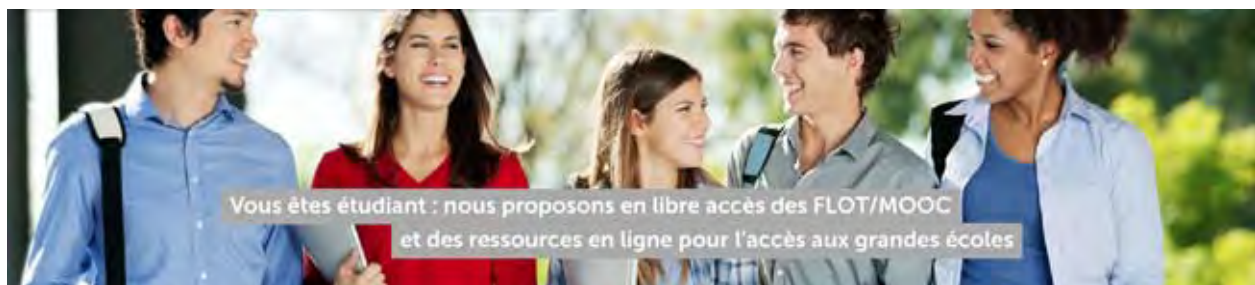 Vous êtes étudiant : nous proposons en libre accès des FLOT/MOOC
et des ressources en ligne pour l'accès aux grandes écoles